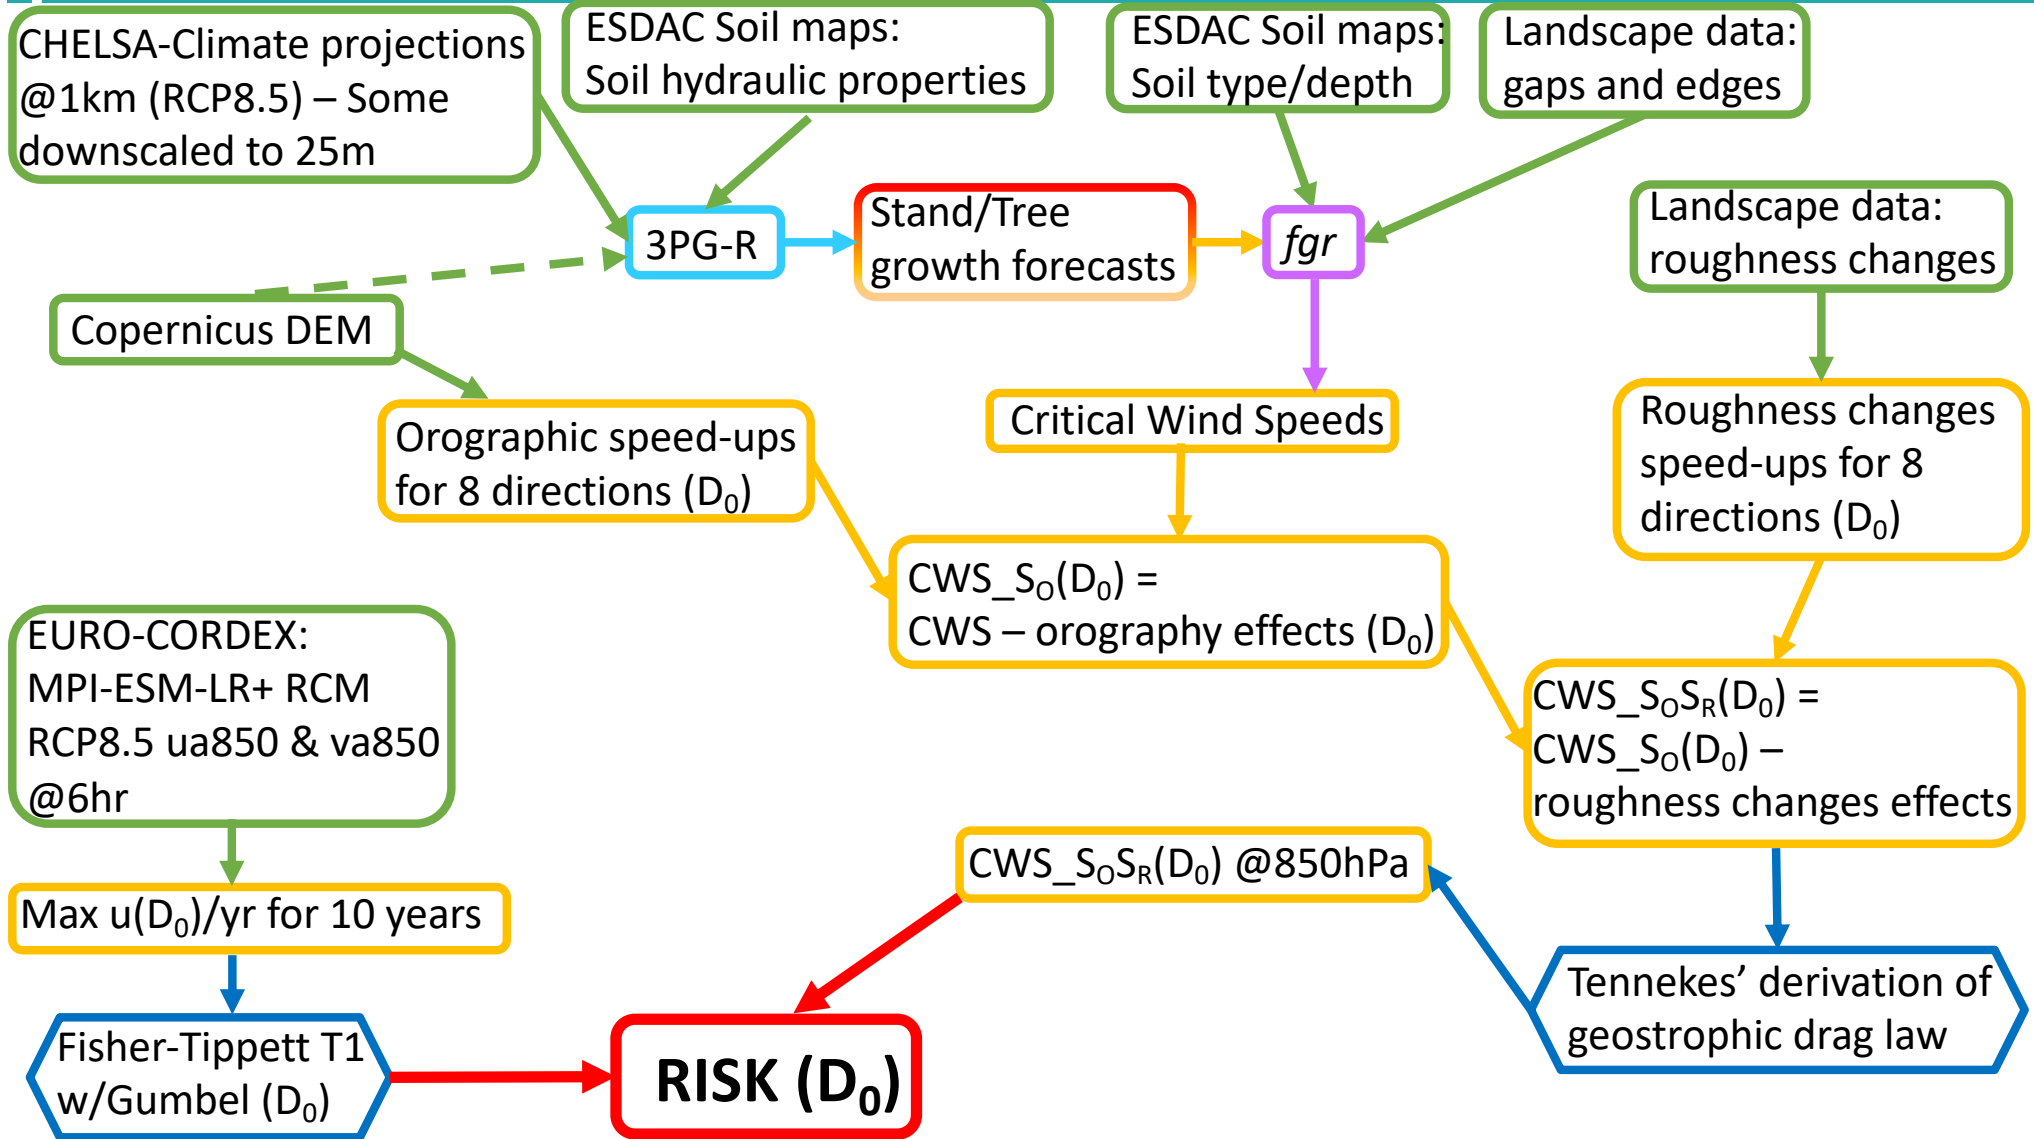 CHELSA-Climate projections
@1km (RCP8.5) – Some
downscaled to 25m
ESDAC Soil maps:
Soil hydraulic properties
ESDAC Soil maps:
Soil type/depth
Landscape data:
gaps and edges
3PG-R
Stand/Tree
growth forecasts
fgr
Landscape data:
roughness changes
Copernicus DEM
Orographic speed-ups
for 8 directions (D₀)
Critical Wind Speeds
Roughness changes
speed-ups for 8
directions (D₀)
CWS_S_O(D₀) =
CWS – orography effects (D₀)
EURO-CORDEX:
MPI-ESM-LR+ RCM
RCP8.5 ua850 & va850
@6hr
CWS_S_OS_R(D₀) =
CWS_S_O(D₀) –
roughness changes effects
CWS_S_OS_R(D₀) @850hPa
Max u(D₀)/yr for 10 years
Tennekes’ derivation of
geostrophic drag law
Fisher-Tippett T1
w/Gumbel (D₀)
RISK (D₀)